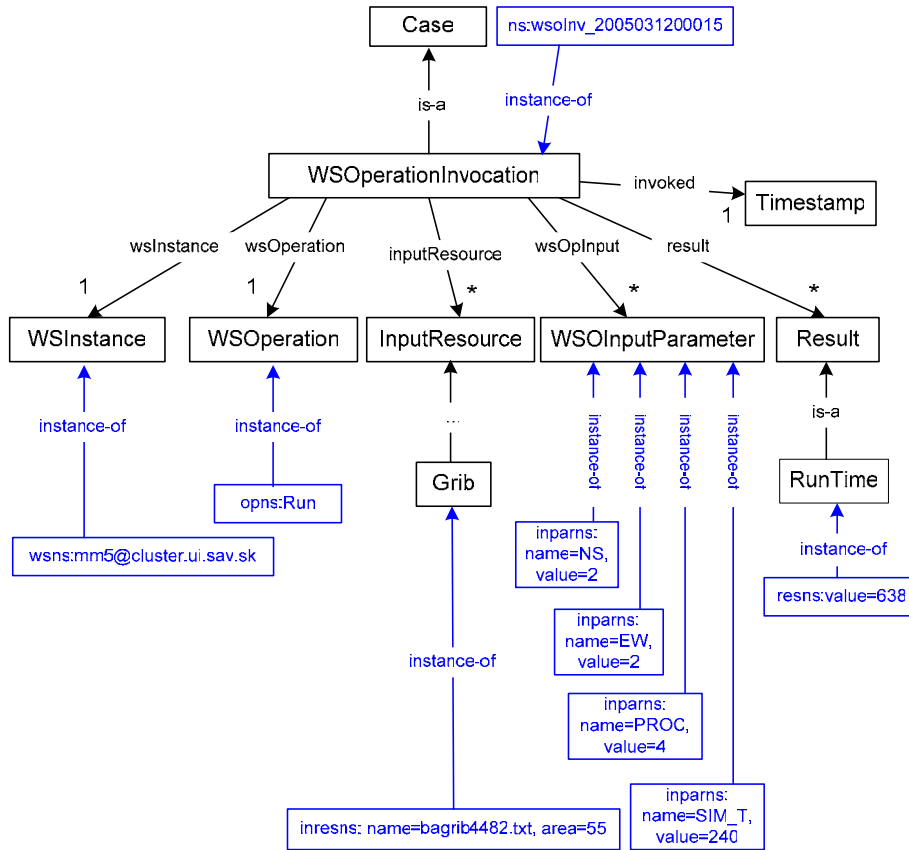 Case
ns:wsoInv_2005031200015
instance-of
is-a
WSOperationInvocation
invoked
Timestamp
1
wsInstance
wsOperation
inputResource
wsOpInput
result
1
1
*
*
*
WSInstance
WSOperation
InputResource
WSOInputParameter
Result
instance-of
instance-of
...
instance-of
instance-of
instance-of
instance-of
is-a
Grib
RunTime
opns:Run
wsns:mm5@cluster.ui.sav.sk
inparns:
name=NS,
value=2
instance-of
resns:value=638
inparns:
name=EW,
value=2
instance-of
inparns:
name=PROC,
value=4
inparns:
name=SIM_T,
value=240
inresns: name=bagrib4482.txt, area=55